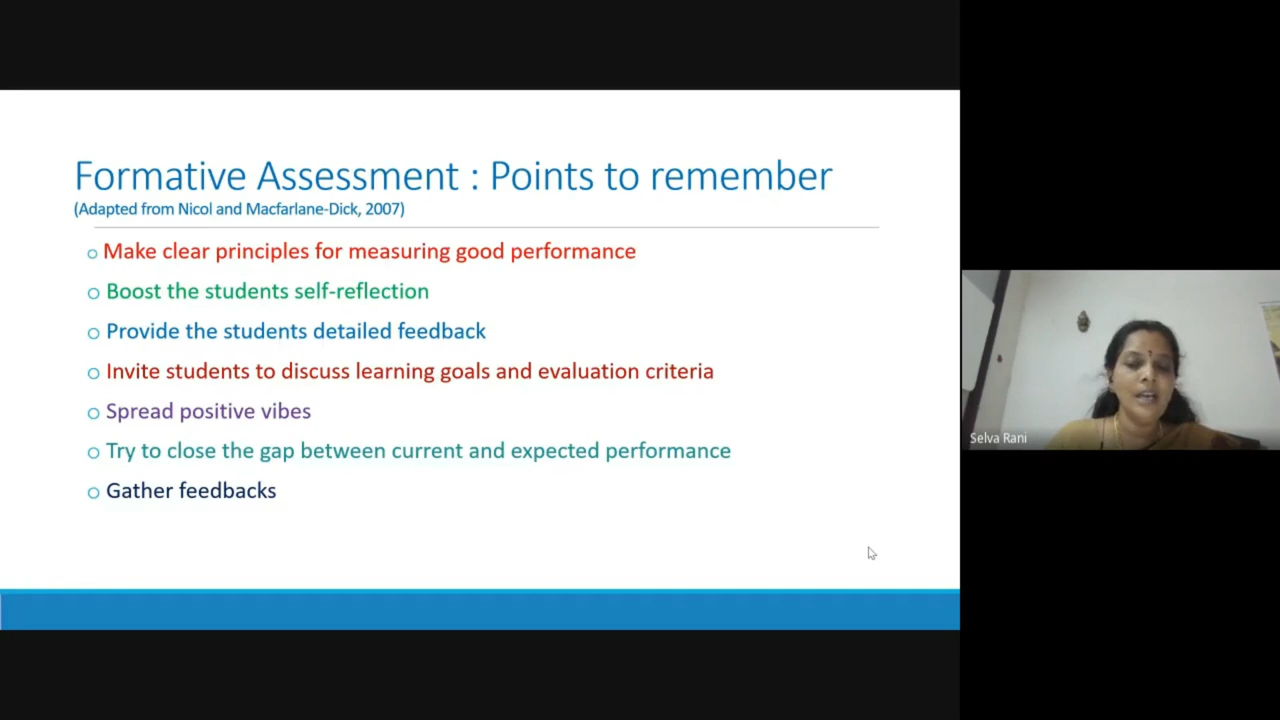 Formative Assessment : Points to remember
(Adapted from Nicol and Macfarlane-Dick, 2007)
Make clear principles for measuring good performance
Boost the students self-reflection
Provide the students detailed feedback
Invite students to discuss learning goals and evaluation criteria
Spread positive vibes
Try to close the gap between current and expected performance
Gather feedbacks
Selva Rani